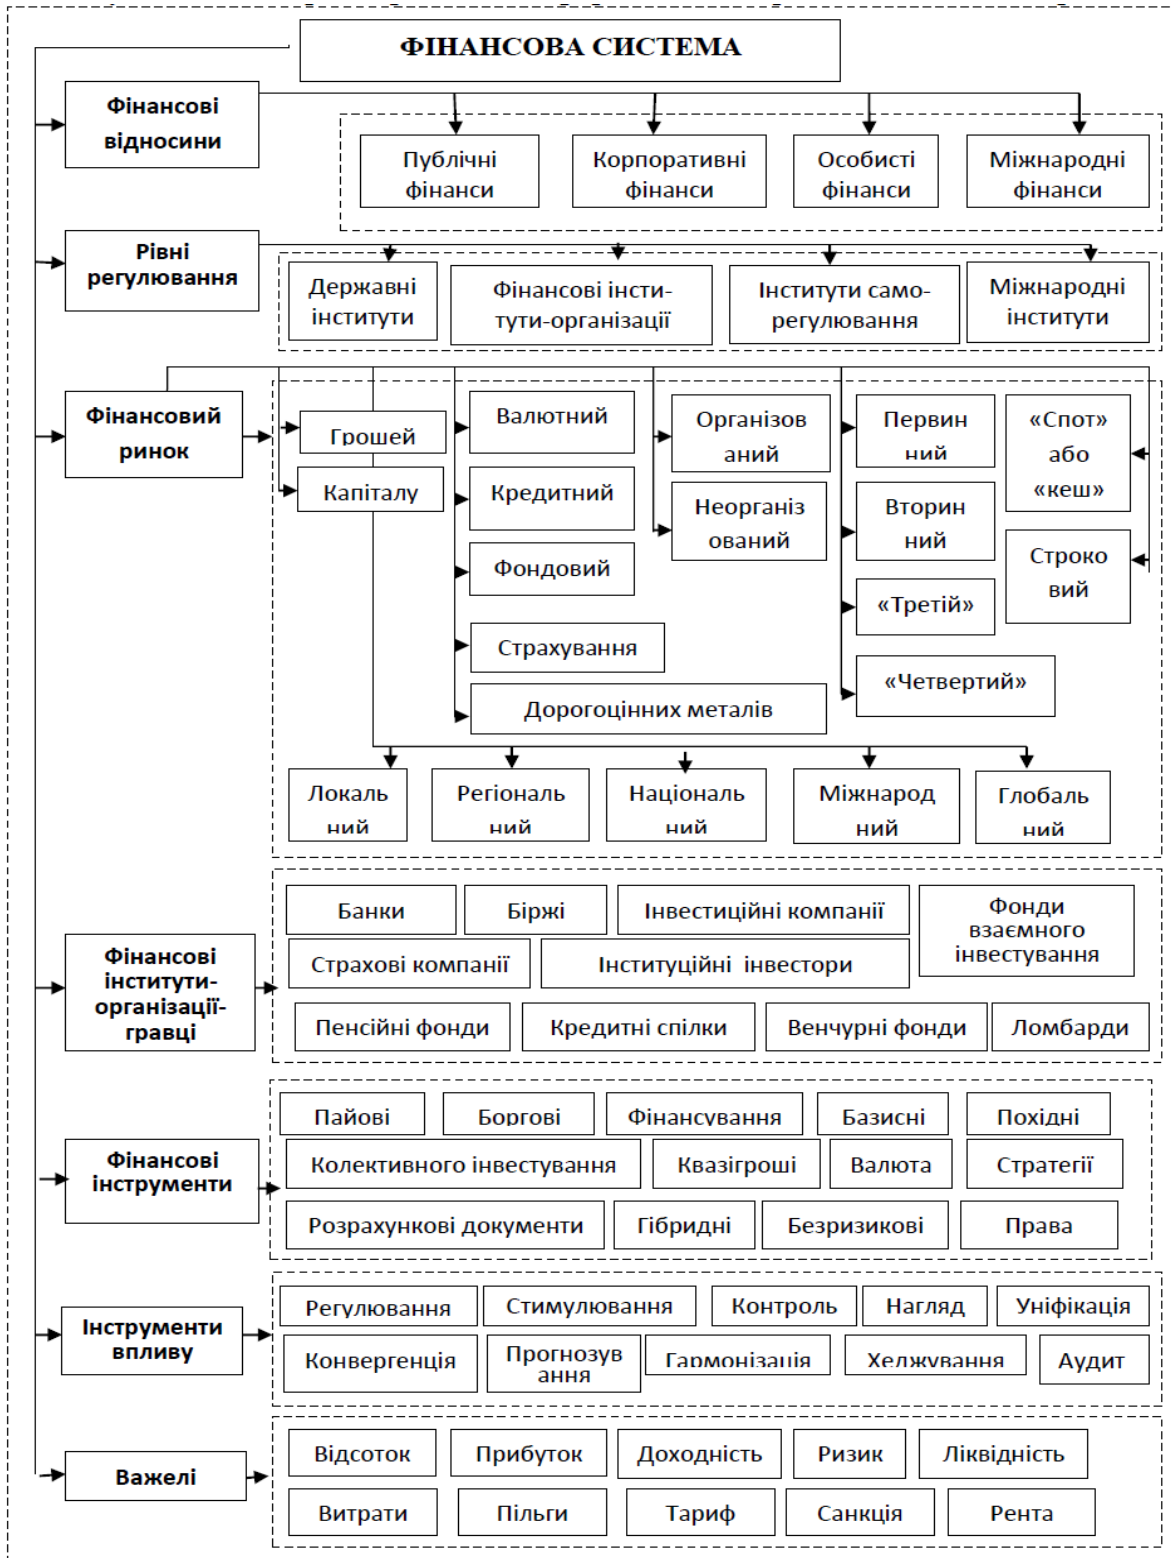 ФІНАНСОВА СИСТЕМА
Фінансові
відносини
Публічні
фінанси
Корпоративні
фінанси
Особисті
фінанси
Міжнародні
фінанси
Рівні
регулювання
Державні
інститути
Фінансові інсти-
тути-організації
Інститути само-
регулювання
Міжнародні
інститути
Фінансовий
ринок
Грошей
Капіталу
Валютний
Кредитний
Фондовий
Страхування
Дорогоцінних металів
Організов
аний
Неорганіз
ований
Первин
ний
Вторин
ний
«Третій»
«Четвертий»
«Спот»
або
«кеш»
Строко
вий
Локаль
ний
Регіональ
ний
Національ
ний
Міжнарод
ний
Глобаль
ний
Фінансові
інститути-
організації-
гравці
Банки
Біржі
Інвестиційні компанії
Фонди
взаємного
інвестування
Страхові компанії
Інституційні інвестори
Пенсійні фонди
Кредитні спілки
Венчурні фонди
Ломбарди
Фінансові
інструменти
Пайові
Боргові
Фінансування
Базисні
Похідні
Колективного інвестування
Квазігроші
Валюта
Стратегії
Розрахункові документи
Гібридні
Безризикові
Права
Інструменти
впливу
Регулювання
Стимулювання
Контроль
Нагляд
Уніфікація
Конвергенція
Прогнозув
ання
Гармонізація
Хеджування
Аудит
Важелі
Відсоток
Прибуток
Доходність
Ризик
Ліквідність
Витрати
Пільги
Тариф
Санкція
Рента